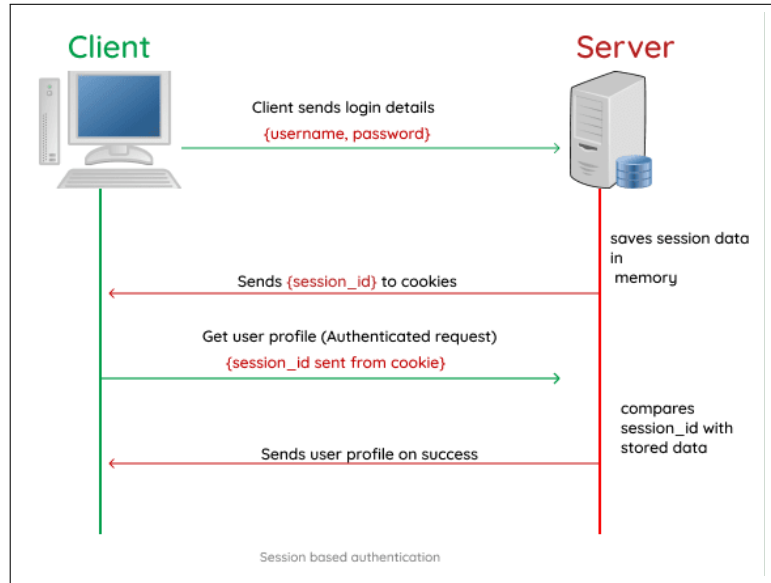 Client
Server
Client sends login details
{username, password}
saves session data
in
memory
Sends {session_id} to cookies
Get user profile (Authenticated request)
{session_id sent from cookie}
compares
session_id with
stored data
Sends user profile on success
Session based authentication